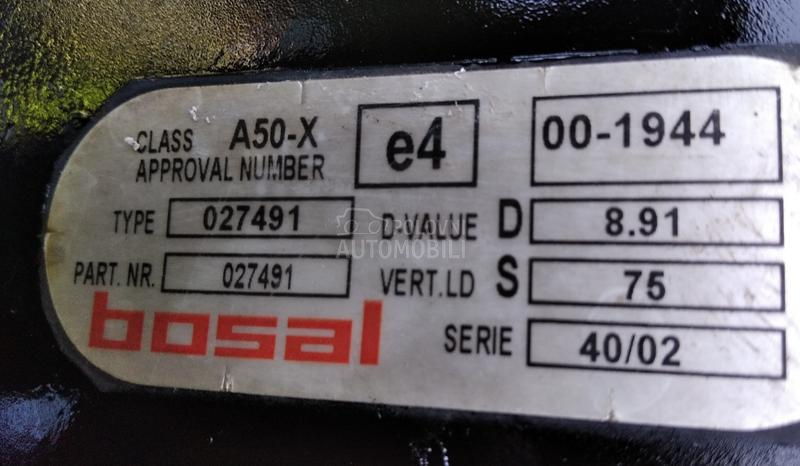 CLASS A50-X e4 00-1944
APPROVAL NUMBER
TYPE 027491 D-VALUE D 8.91
PART. NR. 027491 VERT.LD S 75
bosal SERIE 40/02
POLOVNI
AUTOMOBILI